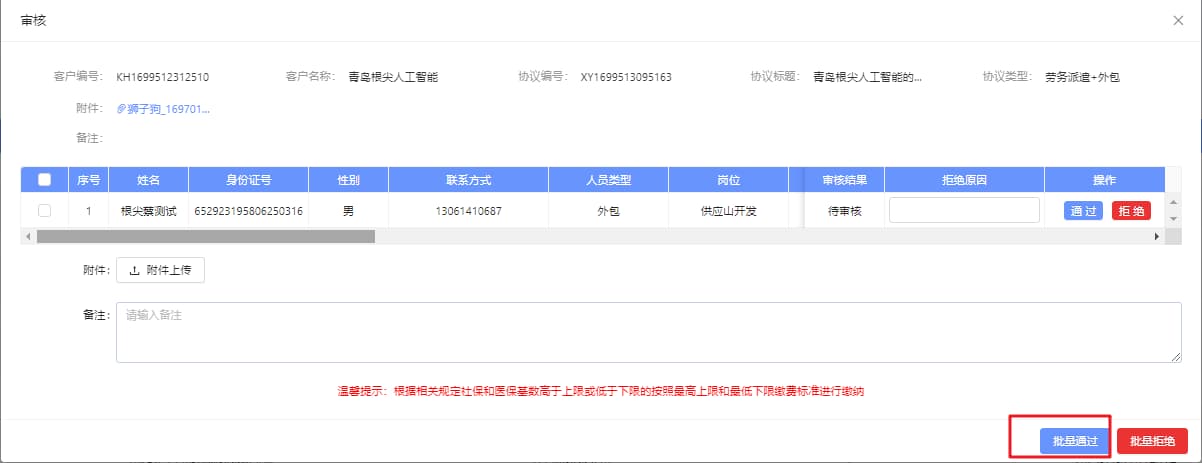 审核
客户编号： KH1699512312510 客户名称： 青岛根尖人工智能 协议编号： XY1699513095163 协议标题： 青岛根尖人工智能的... 协议类型： 劳务派遣+外包
附件： 狮子狗_169701...
备注：
序号 姓名 身份证号 性别 联系方式 人员类型 岗位 审核结果 拒绝原因 操作
1 根尖蔡测试 652923195806250316 男 13061410687 外包 供应山开发 待审核 通过 拒绝
附件： 附件上传
备注： 请输入备注
温馨提示：根据相关规定社保和医保基数高于上限或低于下限的按照最高上限和最低下限缴费标准进行缴纳
批量通过 批量拒绝